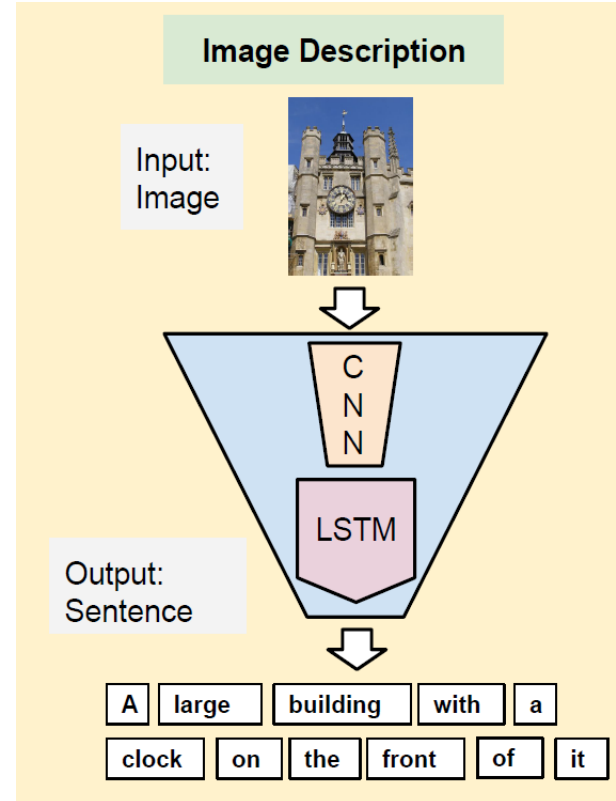 Image Description
Input:
Image
C
N
N
LSTM
Output:
Sentence
A large building with a
clock on the front of it